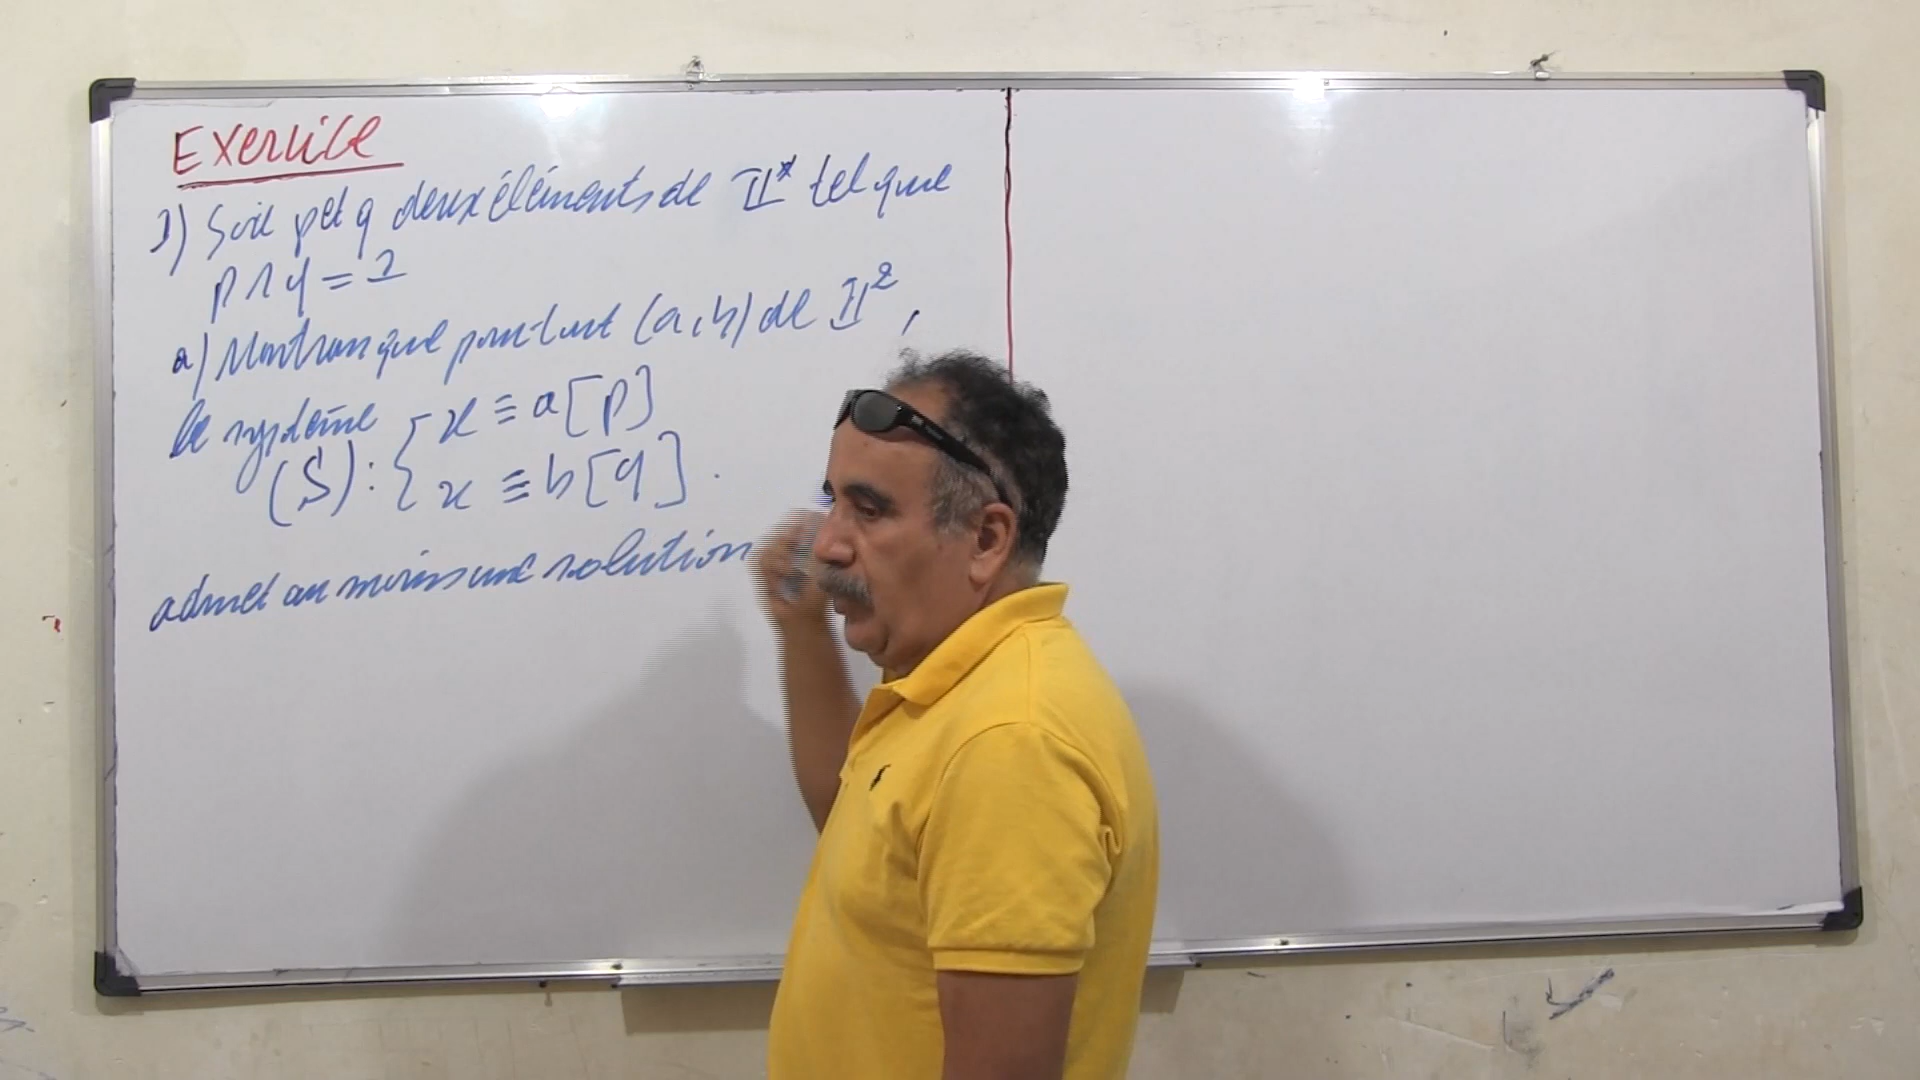 Exercice
1) Soit p et q deux éléments de ℤ* tel que
p ∧ q = 1
a) Montrons que pour tout (a,b) de ℤ²,
le système
(S): { x ≡ a [p]
x ≡ b [q].
admet au moins une solution